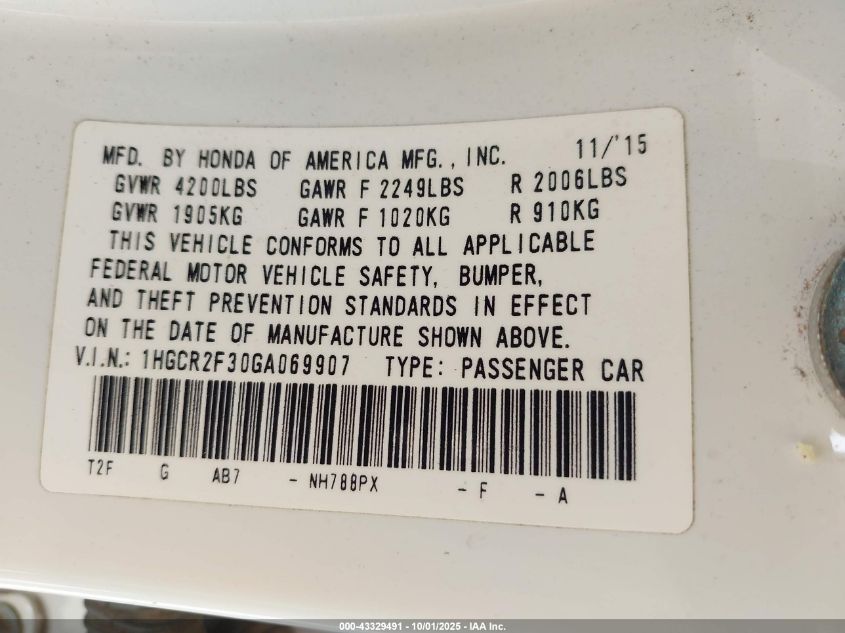 MFD. BY HONDA OF AMERICA MFG., INC. 11/'15
GVWR 4200LBS GAWR F 2249LBS R 2006LBS
GVWR 1905KG GAWR F 1020KG R 910KG
THIS VEHICLE CONFORMS TO ALL APPLICABLE
FEDERAL MOTOR VEHICLE SAFETY, BUMPER,
AND THEFT PREVENTION STANDARDS IN EFFECT
ON THE DATE OF MANUFACTURE SHOWN ABOVE.
V.I.N.: 1HGCR2F30GA069907 TYPE: PASSENGER CAR
T2F G AB7 - NH788PX - F - A
000-43329491 - 10/01/2025 - IAA Inc.